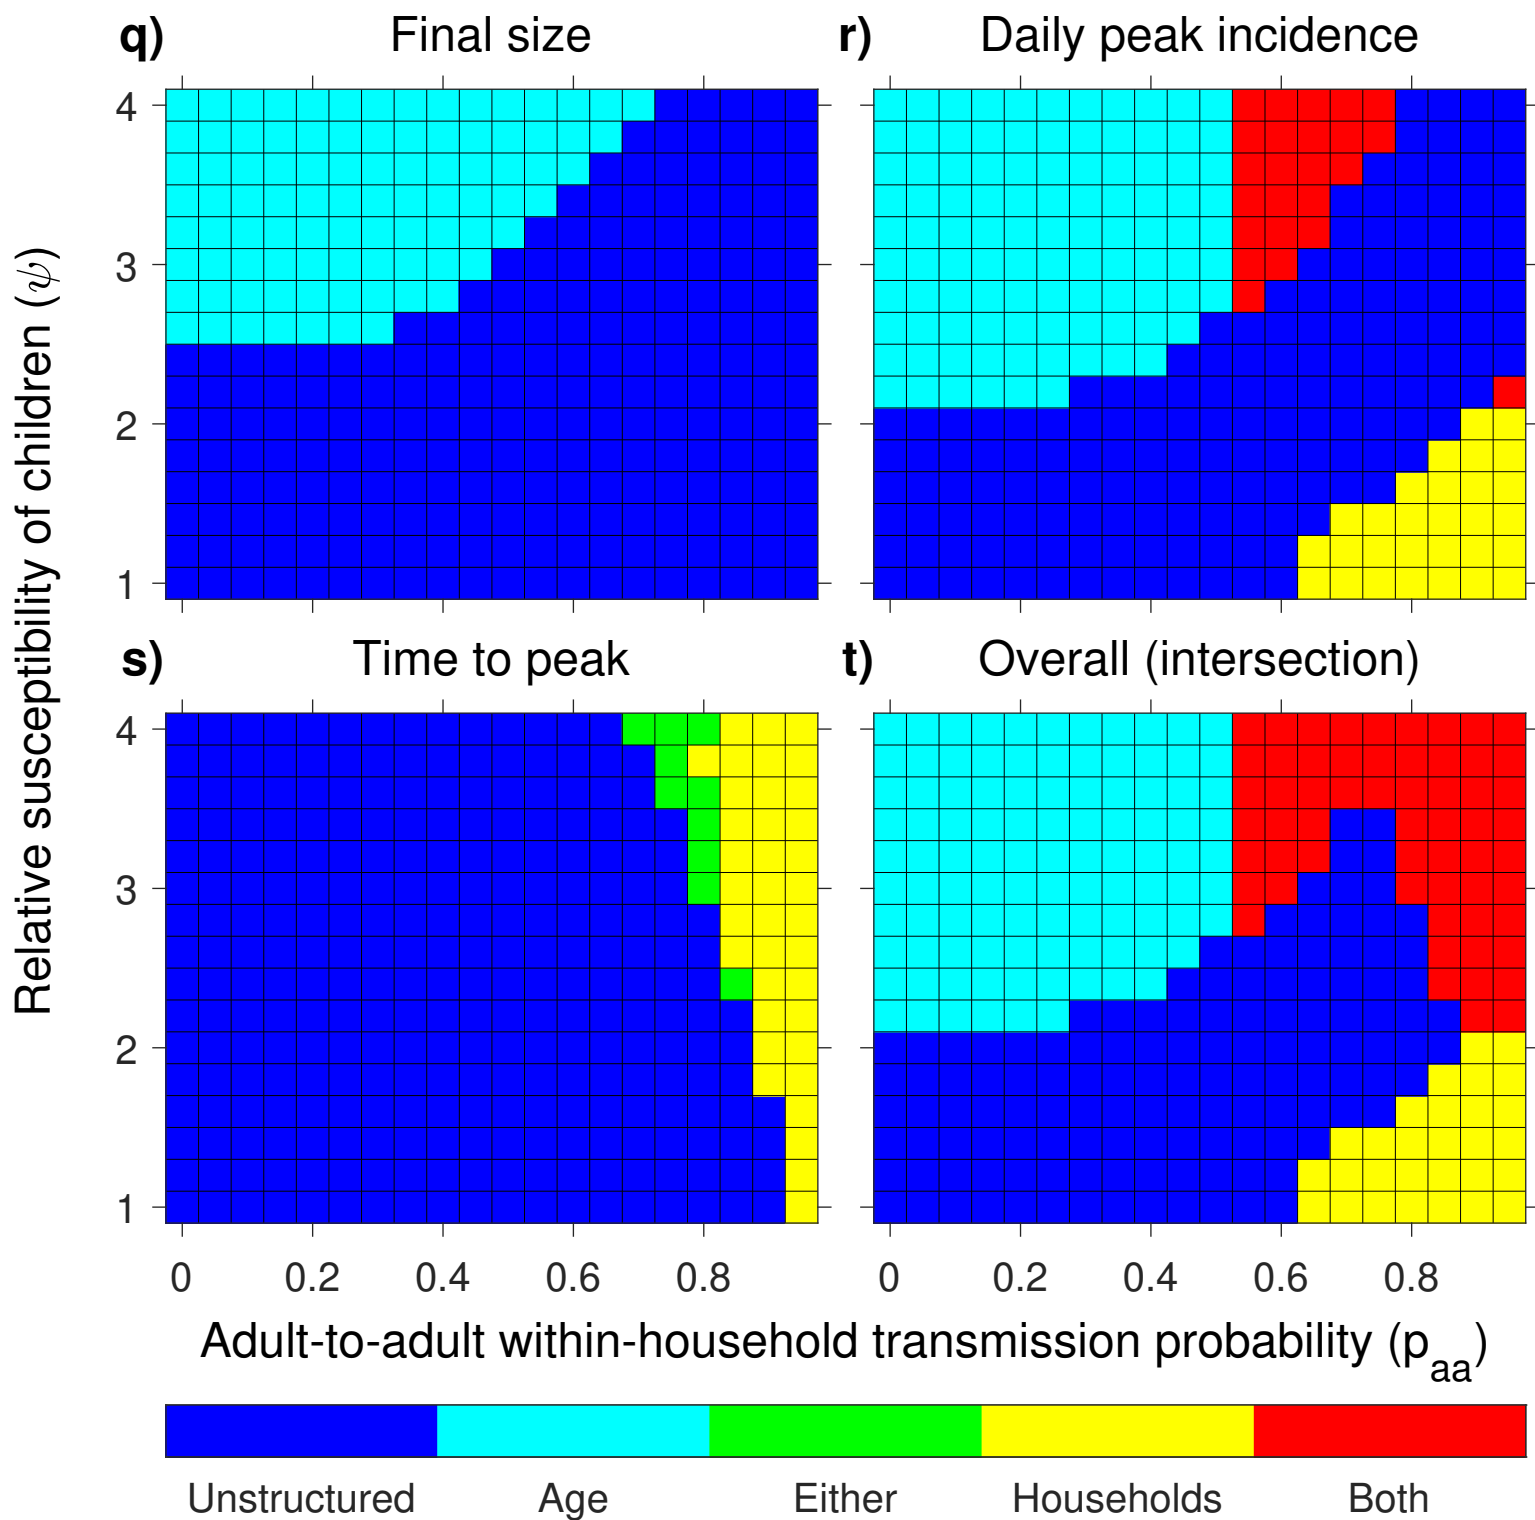 q) Final size
r) Daily peak incidence
4
3
2
1
s) Time to peak
t) Overall (intersection)
4
3
2
1
Relative susceptibility of children (ψ)
0 0.2 0.4 0.6 0.8
0 0.2 0.4 0.6 0.8
Adult-to-adult within-household transmission probability (p_aa)
Unstructured Age Either Households Both